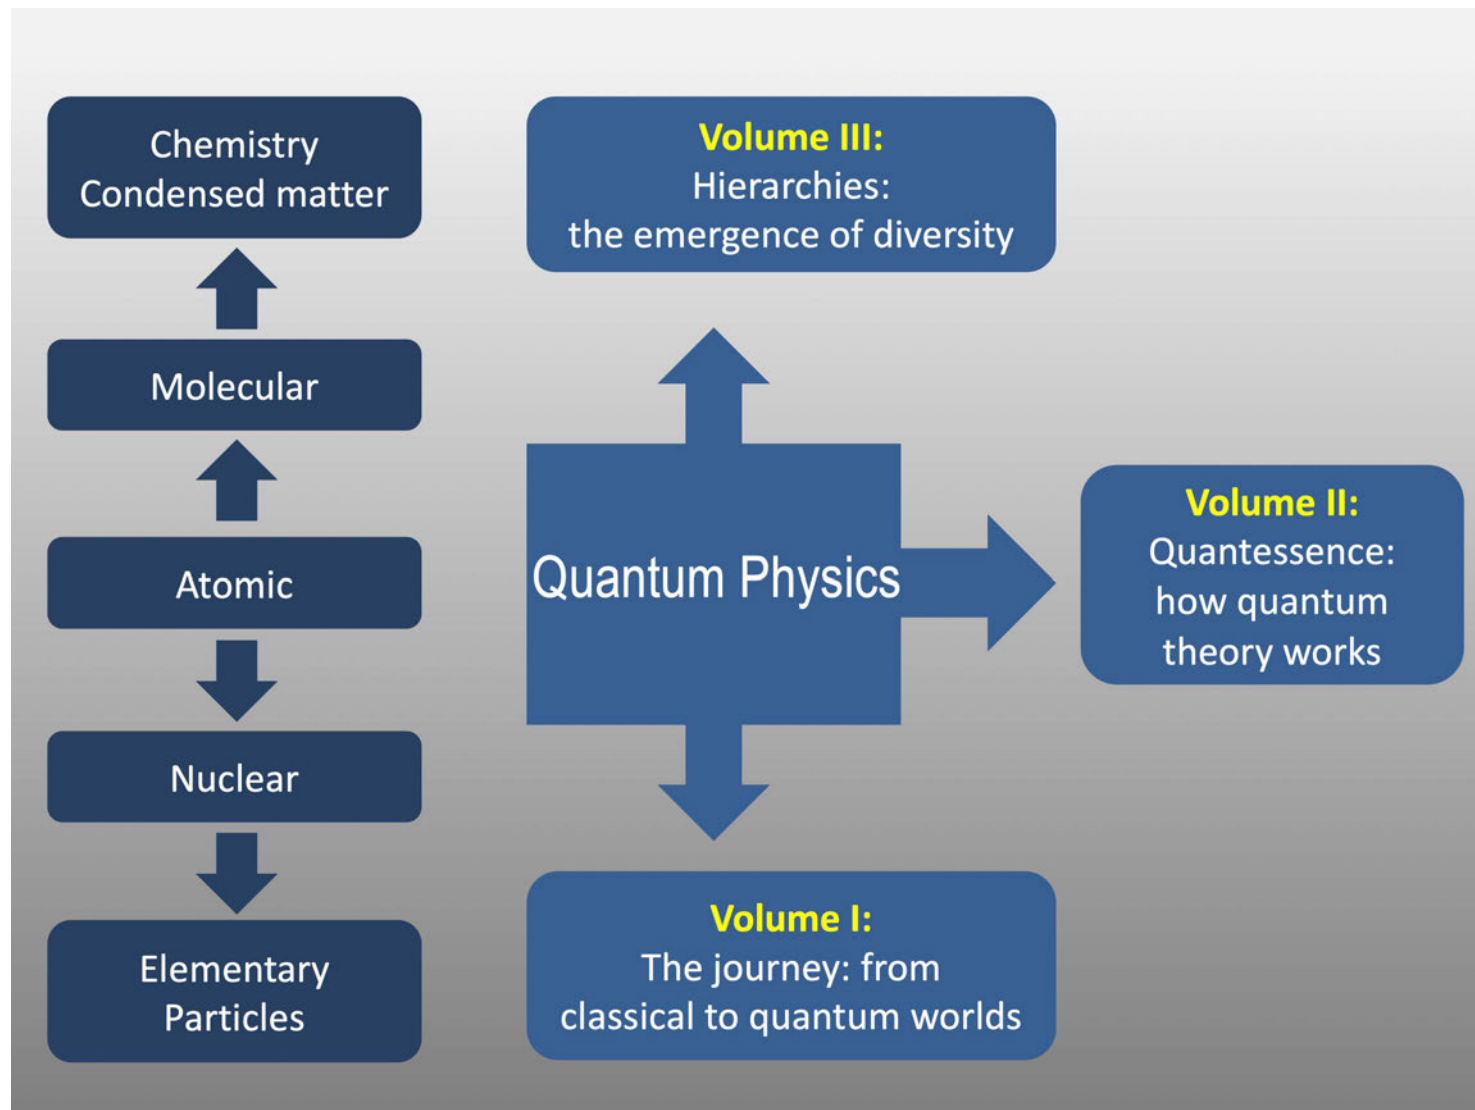 Chemistry
Condensed matter
Molecular
Atomic
Nuclear
Elementary
Particles
Volume III:
Hierarchies:
the emergence of diversity
Quantum Physics
Volume II:
Quantessence:
how quantum
theory works
Volume I:
The journey: from
classical to quantum worlds